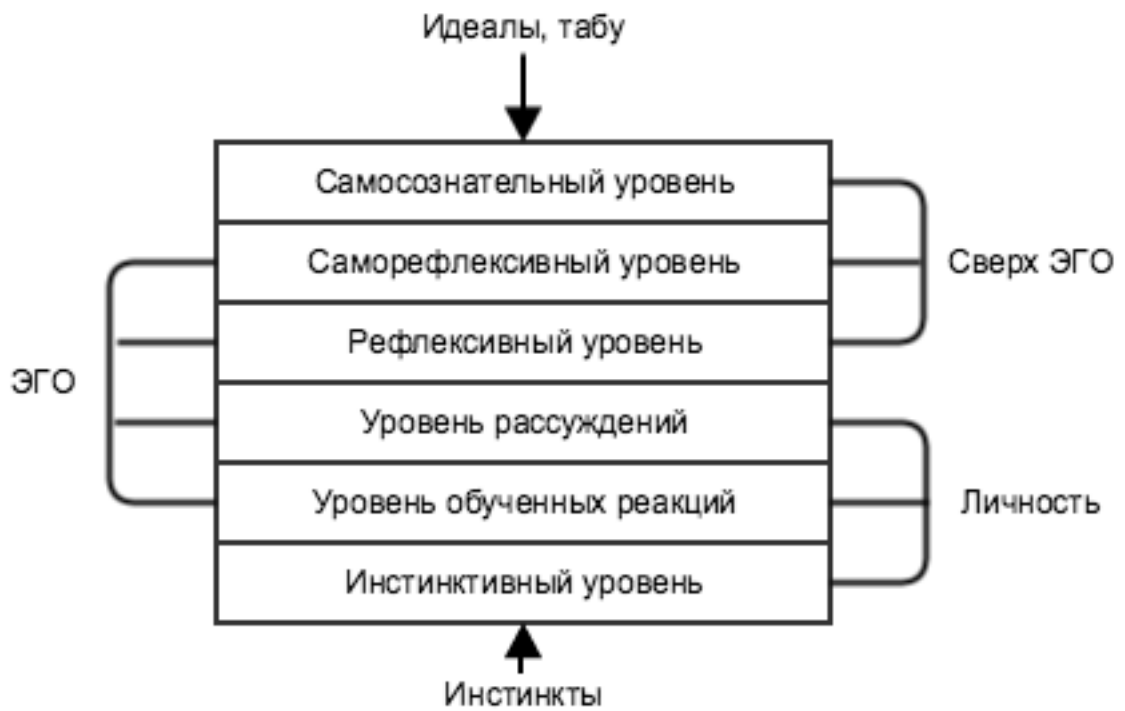 Идеалы, табу
Самосознательный уровень
Саморефлексивный уровень
Сверх ЭГО
Рефлексивный уровень
ЭГО
Уровень рассуждений
Уровень обученных реакций
Личность
Инстинктивный уровень
Инстинкты